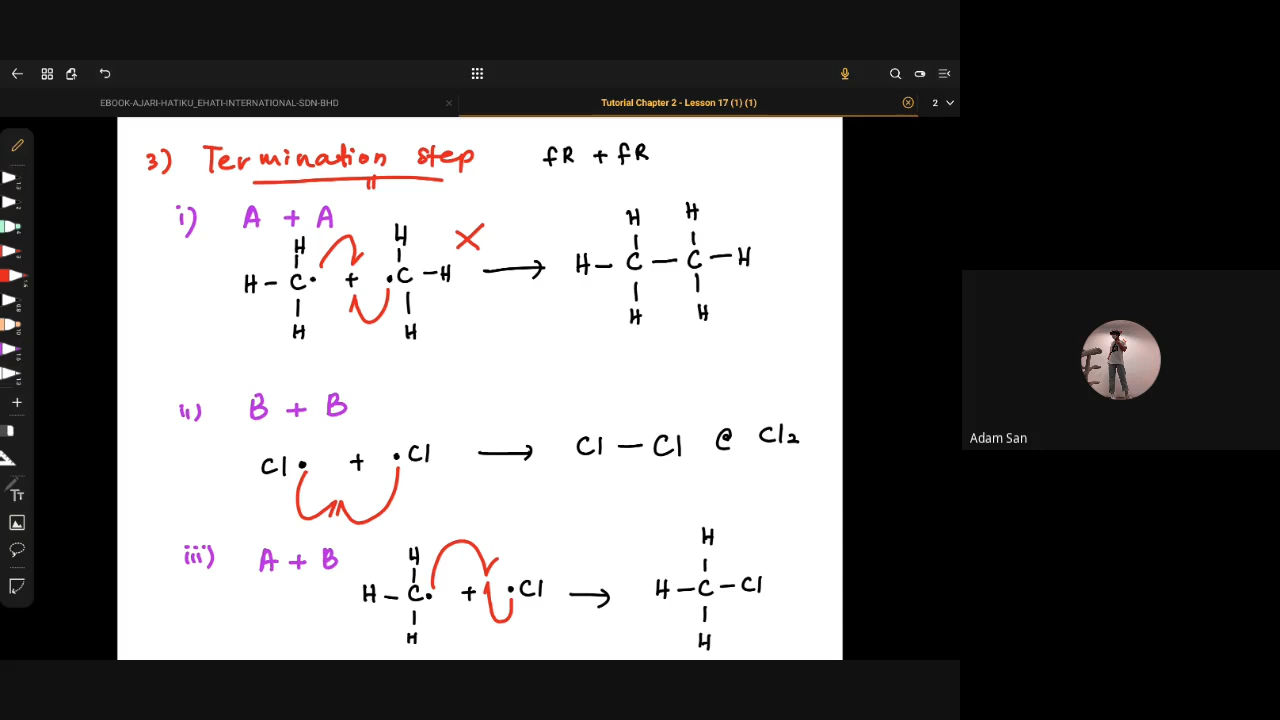 EBOOK-AJARI-HATIKU_EHATI-INTERNATIONAL-SDN-BHD
Tutorial Chapter 2 - Lesson 17 (1) (1)
2
3) Termination step fR + fR
i) A + A
H H H H
H - C • + • C - H → H - C - C - H
H H H H
ii) B + B
Cl • + • Cl → Cl - Cl @ Cl2
iii) A + B
H H
H - C • + • Cl → H - C - Cl
H H
TT
Adam San